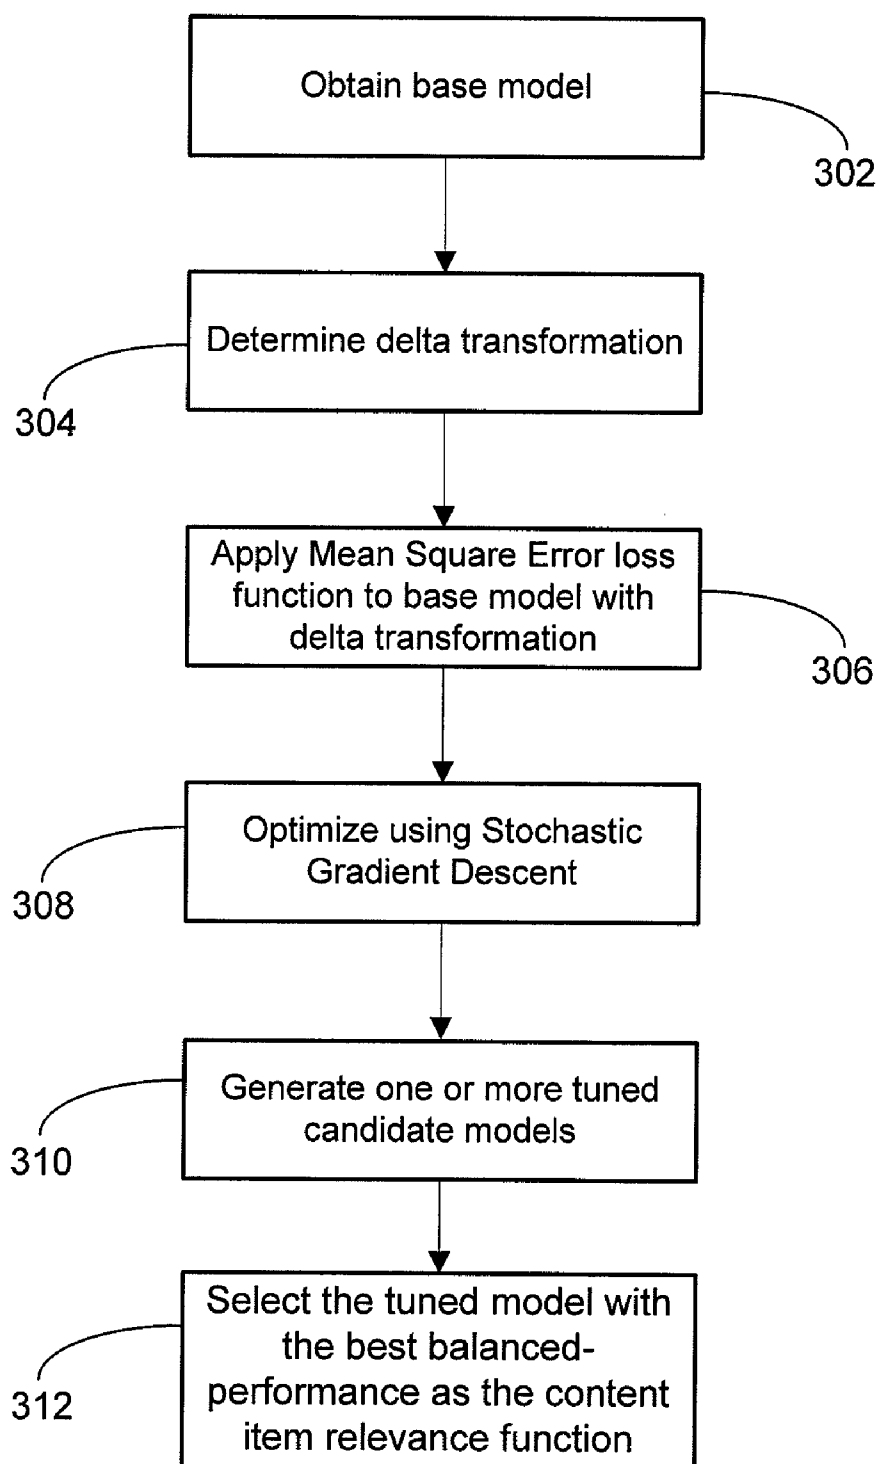 Obtain base model
302
Determine delta transformation
304
Apply Mean Square Error loss
function to base model with
delta transformation
306
Optimize using Stochastic
Gradient Descent
308
Generate one or more tuned
candidate models
310
Select the tuned model with
the best balanced-
performance as the content
item relevance function
312